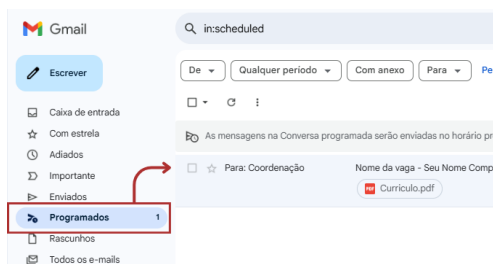 Gmail
in:scheduled
Escrever
De
Qualquer período
Com anexo
Para
Pe
Caixa de entrada
Com estrela
Adiados
Importante
Enviados
Programados 1
Rascunhos
Todos os e-mails
As mensagens na Conversa programada serão enviadas no horário pr
Para: Coordenação Nome da vaga - Seu Nome Comp
PDF Curriculo.pdf